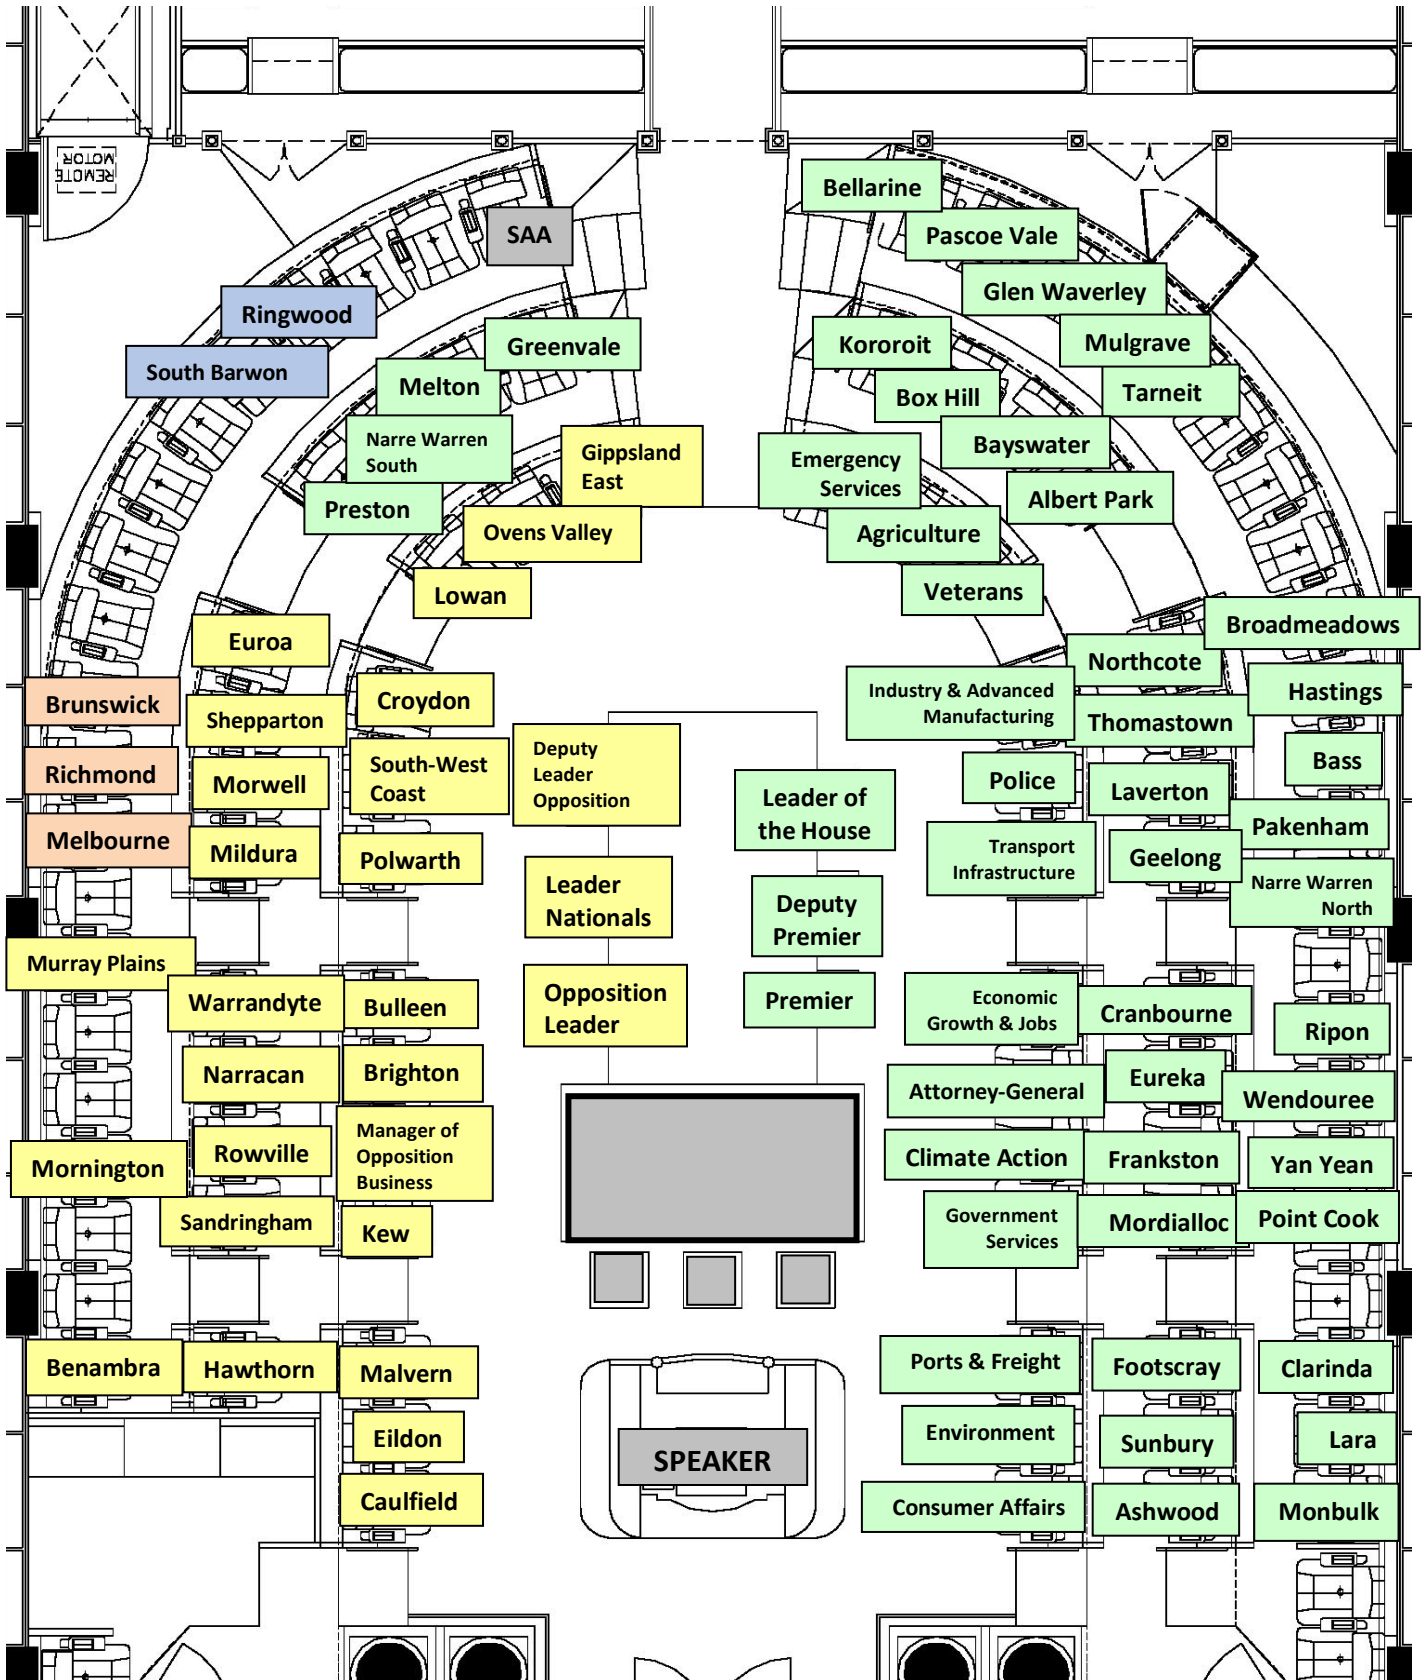 REMOTE
MOTOR
SAA
Bellarine
Pascoe Vale
Glen Waverley
Ringwood
Mulgrave
South Barwon
Greenvale
Kororoit
Melton
Box Hill
Tarneit
Narre Warren
South
Gippsland
East
Emergency
Services
Bayswater
Preston
Albert Park
Ovens Valley
Agriculture
Lowan
Veterans
Euroa
Broadmeadows
Northcote
Brunswick
Shepparton
Croydon
Industry & Advanced
Manufacturing
Thomastown
Hastings
Richmond
Morwell
South-West
Coast
Deputy
Leader
Opposition
Leader of
the House
Police
Laverton
Bass
Melbourne
Mildura
Polwarth
Transport
Infrastructure
Geelong
Pakenham
Leader
Nationals
Deputy
Premier
Narre Warren
North
Murray Plains
Warrandyte
Bulleen
Opposition
Leader
Premier
Economic
Growth & Jobs
Cranbourne
Ripon
Narracan
Brighton
Attorney-General
Eureka
Wendouree
Mornington
Rowville
Manager of
Opposition
Business
Climate Action
Frankston
Yan Yean
Sandringham
Kew
Government
Services
Mordialloc
Point Cook
Benambra
Hawthorn
Malvern
Ports & Freight
Footscray
Clarinda
Eildon
SPEAKER
Environment
Sunbury
Lara
Caulfield
Consumer Affairs
Ashwood
Monbulk